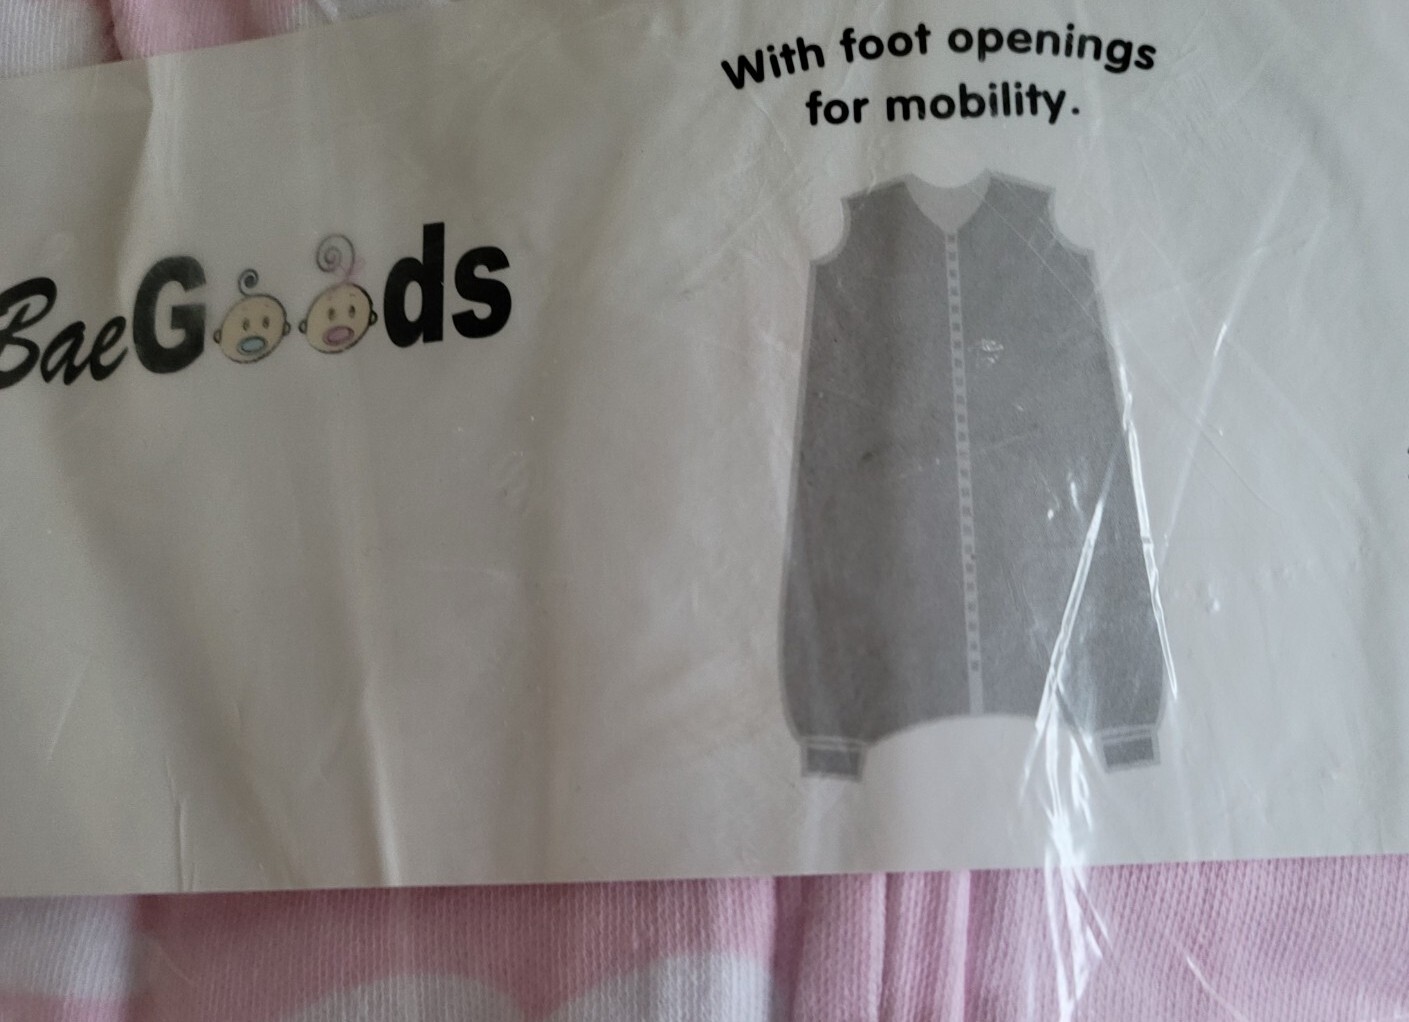 With foot openings
for mobility.
BaeGoods